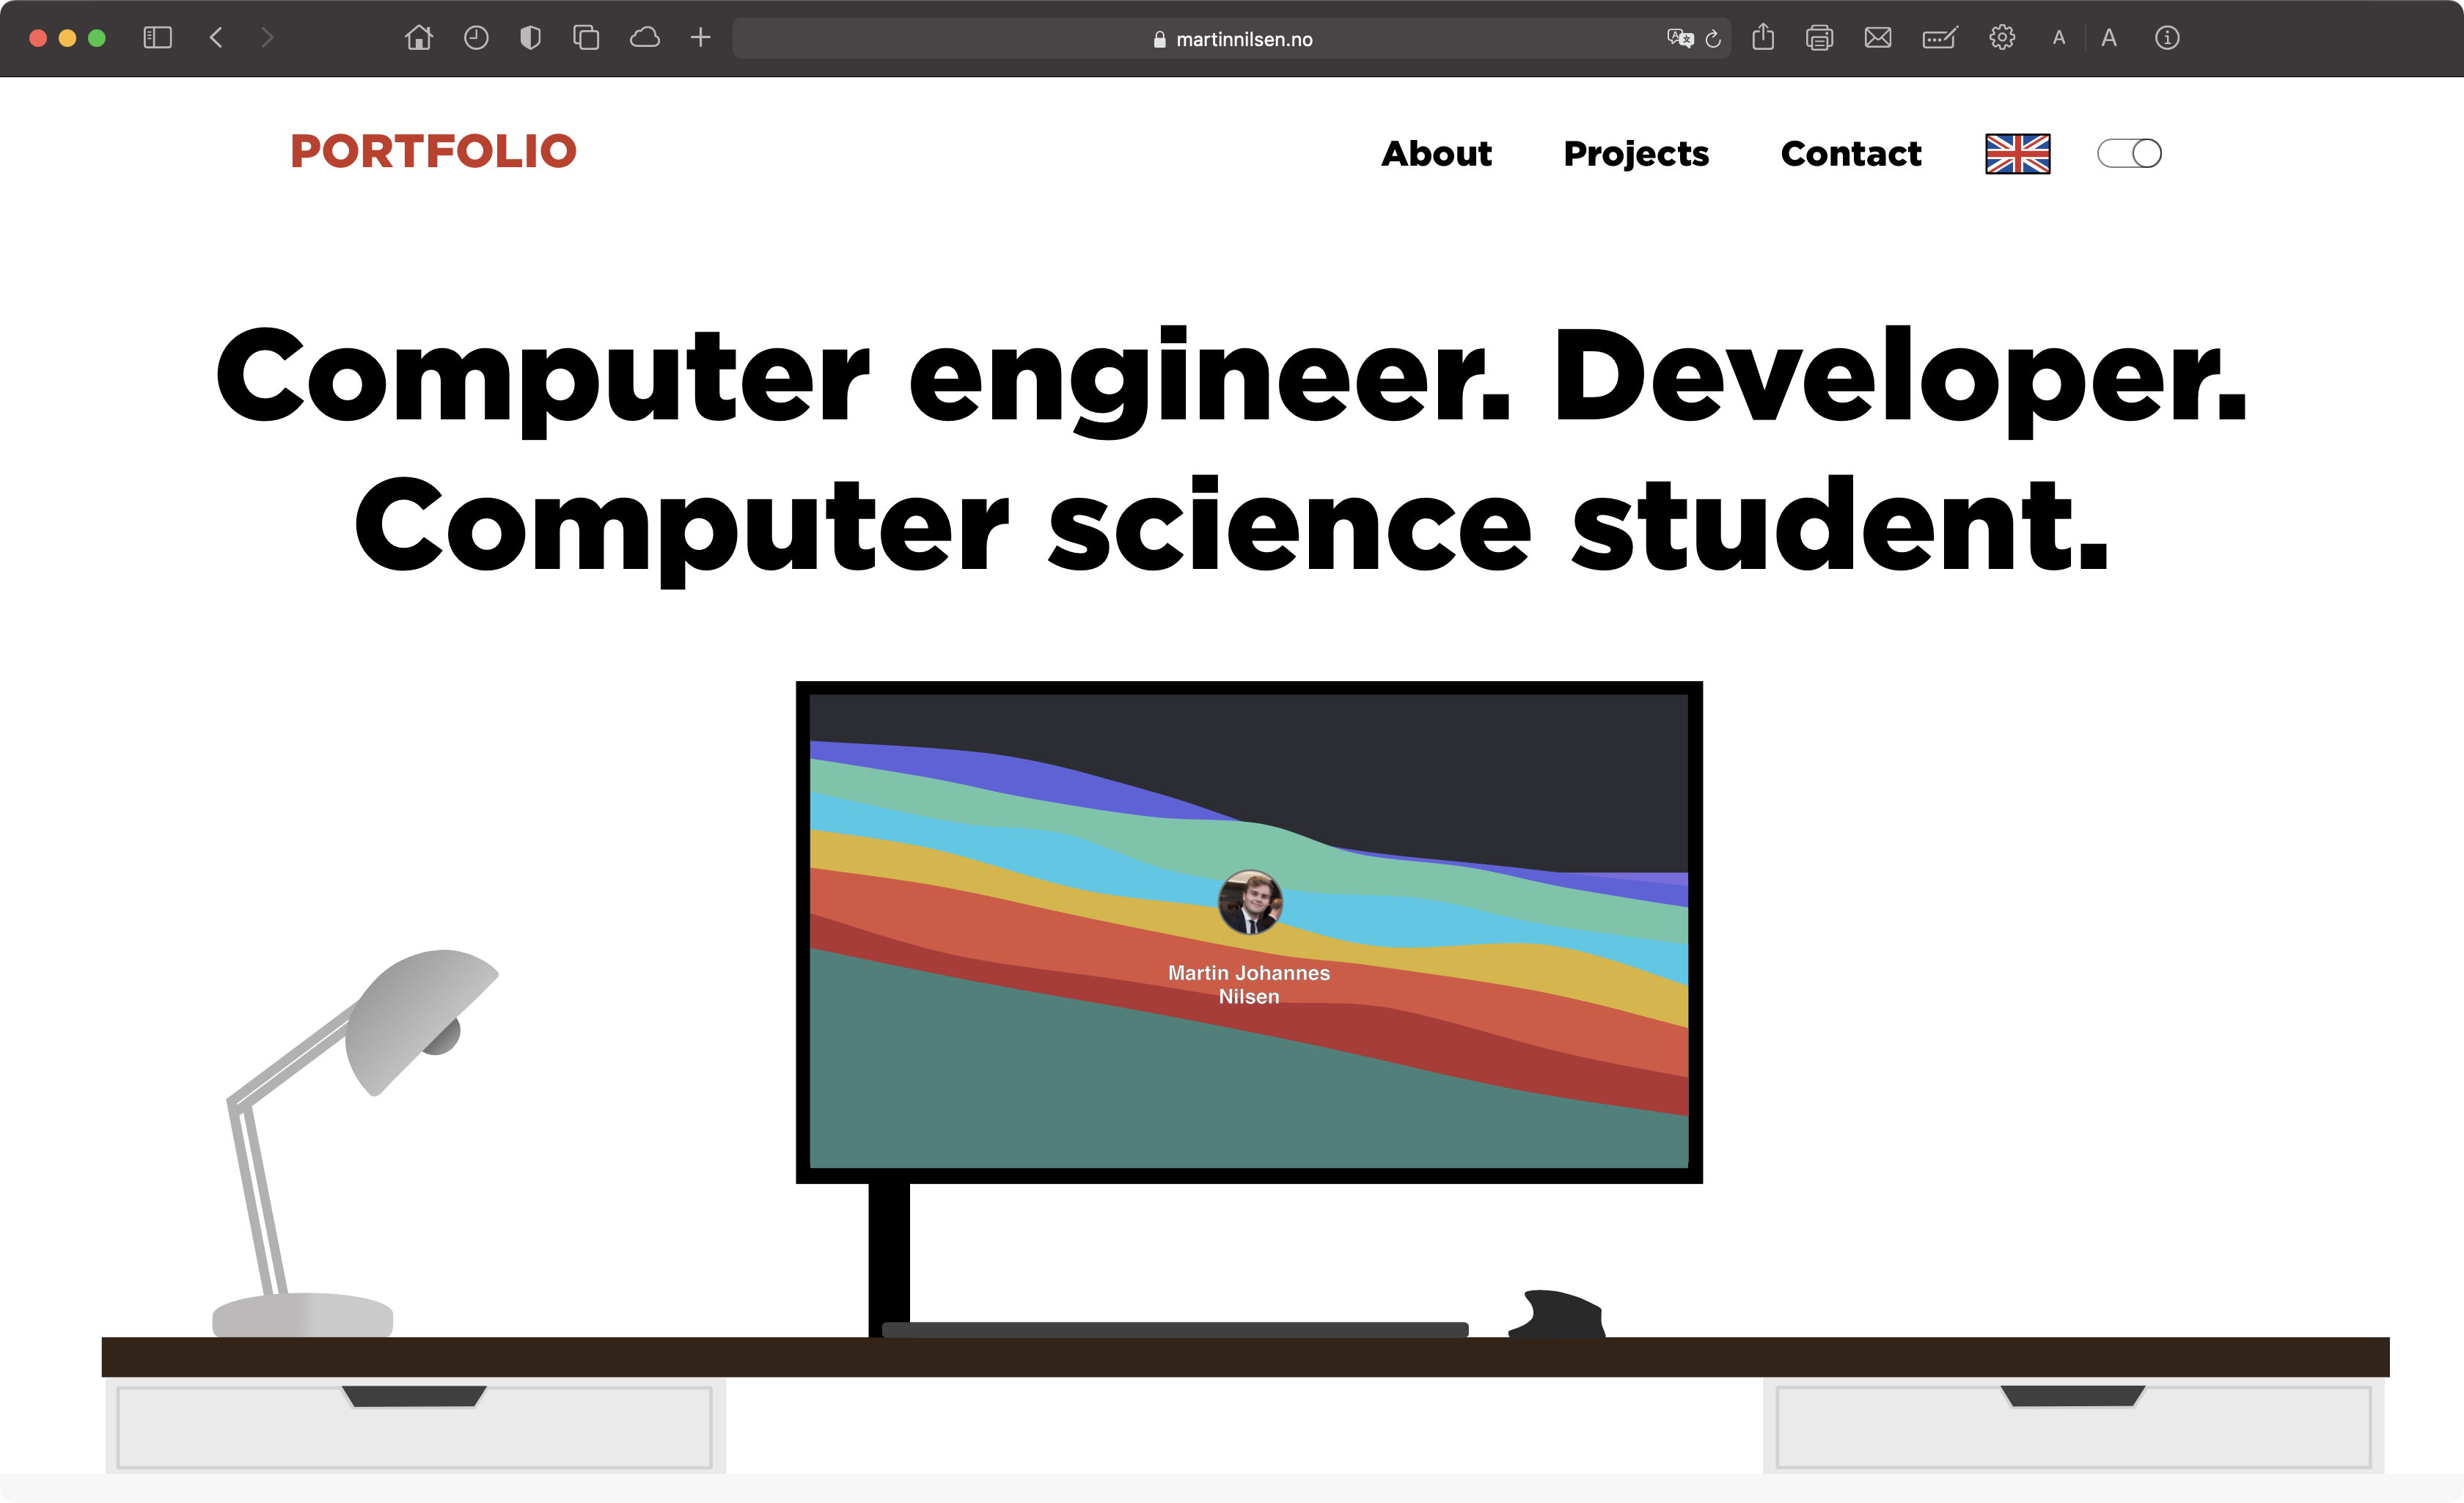 martinnilsen.no
A A
PORTFOLIO
About Projects Contact
Computer engineer. Developer.
Computer science student.
Martin Johannes
Nilsen